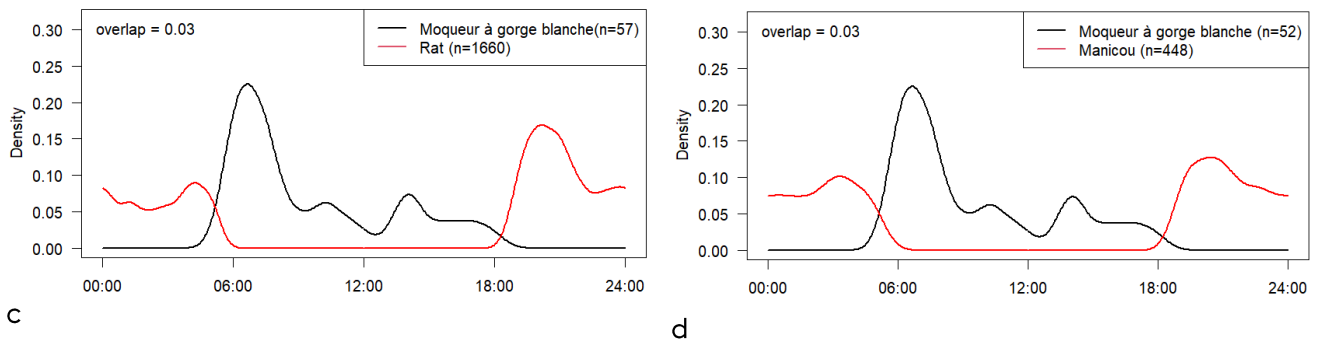 overlap = 0.03
Moqueur à gorge blanche(n=57)
Rat (n=1660)
Density
0.30
0.25
0.20
0.15
0.10
0.05
0.00
00:00 06:00 12:00 18:00 24:00
c
overlap = 0.03
Moqueur à gorge blanche (n=52)
Manicou (n=448)
Density
0.30
0.25
0.20
0.15
0.10
0.05
0.00
00:00 06:00 12:00 18:00 24:00
d